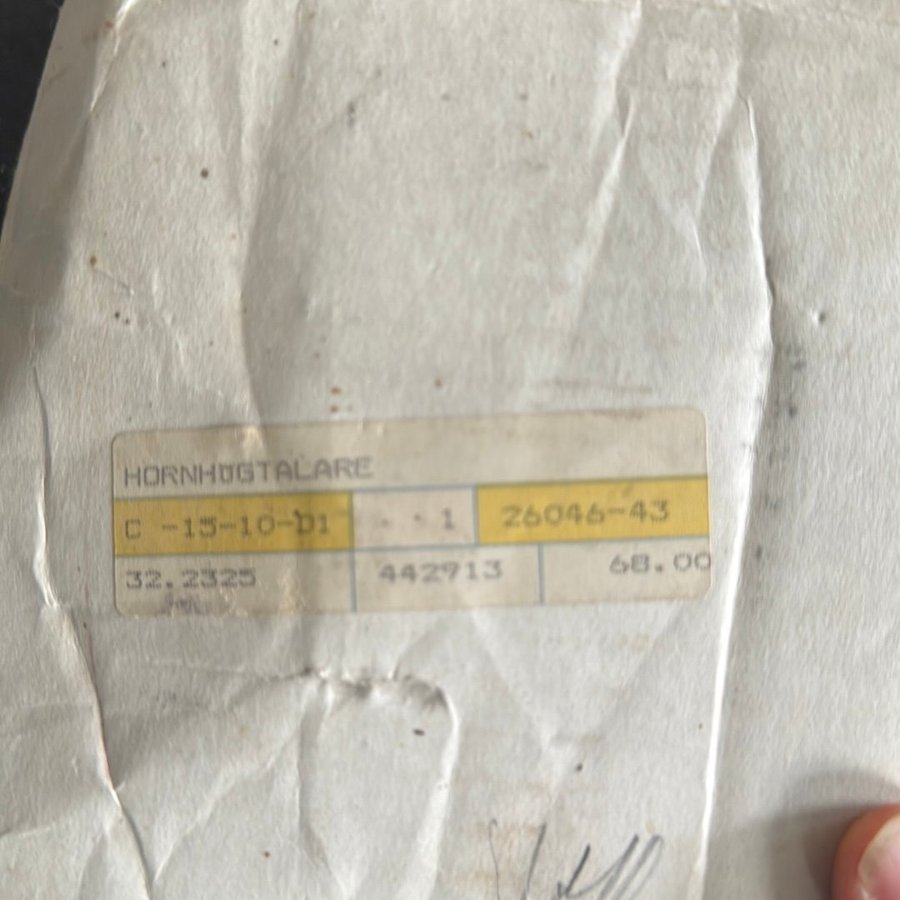 HORNHÖGTALARE
C -15-10-D1 1 26046-43
32.2325 442913 68.00